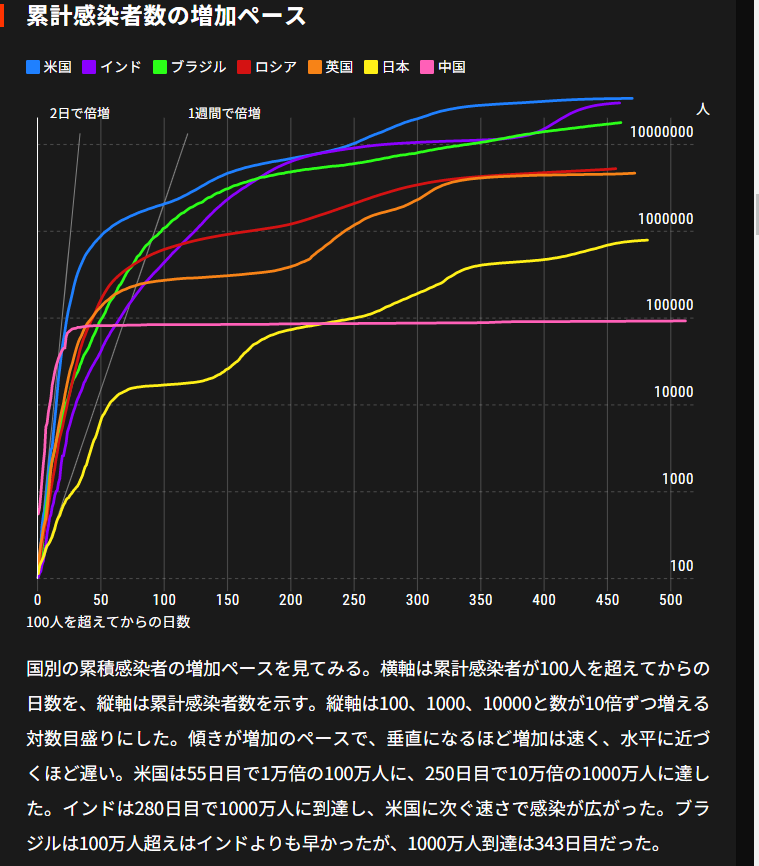 累計感染者数の増加ペース
米国 インド ブラジル ロシア 英国 日本 中国
2日で倍増 1週間で倍増 人
10000000
1000000
100000
10000
1000
100
0 50 100 150 200 250 300 350 400 450 500
100人を超えてからの日数
国別の累積感染者の増加ペースを見てみる。横軸は累計感染者が100人を超えてからの
日数を、縦軸は累計感染者数を示す。縦軸は100、1000、10000と数が10倍ずつ増える
対数目盛りにした。傾きが増加のペースで、垂直になるほど増加は速く、水平に近づ
くほど遅い。米国は55日目で1万倍の100万人に、250日目で10万倍の1000万人に達し
た。インドは280日目で1000万人に到達し、米国に次ぐ速さで感染が広がった。ブラ
ジルは100万人超えはインドよりも早かったが、1000万人到達は343日目だった。